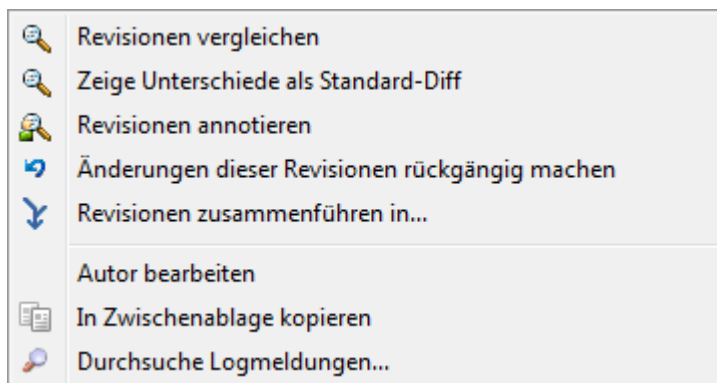 Revisionen vergleichen
Zeige Unterschiede als Standard-Diff
Revisionen annotieren
Änderungen dieser Revisionen rückgängig machen
Revisionen zusammenführen in...
Autor bearbeiten
In Zwischenablage kopieren
Durchsuche Logmeldungen...